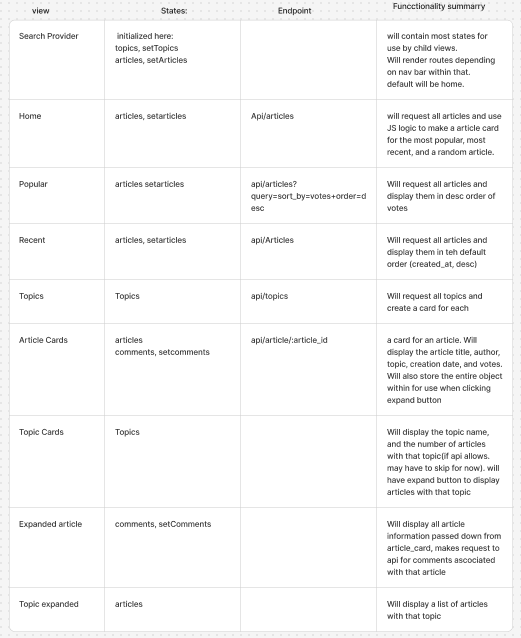 view States: Endpoint Funcctionality sumarry
Search Provider
initialized here:
topics, setTopics
articles, setArticles
will contain most states for
use by child views.
Will render routes depending
on nav bar within that.
default will be home.
Home
articles, setarticles
Api/articles
will request all articles and use
JS logic to make a article card
for the most popular, most
recent, and a random article.
Popular
articles setarticles
api/articles?
query=sort_by=votes+order=d
esc
Will request all articles and
display them in desc order of
votes
Recent
articles, setarticles
api/Articles
Will request all articles and
display them in teh default
order (created_at, desc)
Topics
Topics
api/topics
Will request all topics and
create a card for each
Article Cards
articles
comments, setcomments
api/article/:article_id
a card for an article. Will
display the article title, author,
topic, creation date, and votes.
Will also store the entire object
within for use when clicking
expand button
Topic Cards
Topics
Will display the topic name,
and the number of articles
with that topic(if api allows.
may have to skip for now). will
have expand button to display
articles with that topic
Expanded article
comments, setComments
Will display all article
information passed down from
article_card, makes request to
api for comments ascociated
with that article
Topic expanded
articles
Will display a list of articles
with that topic